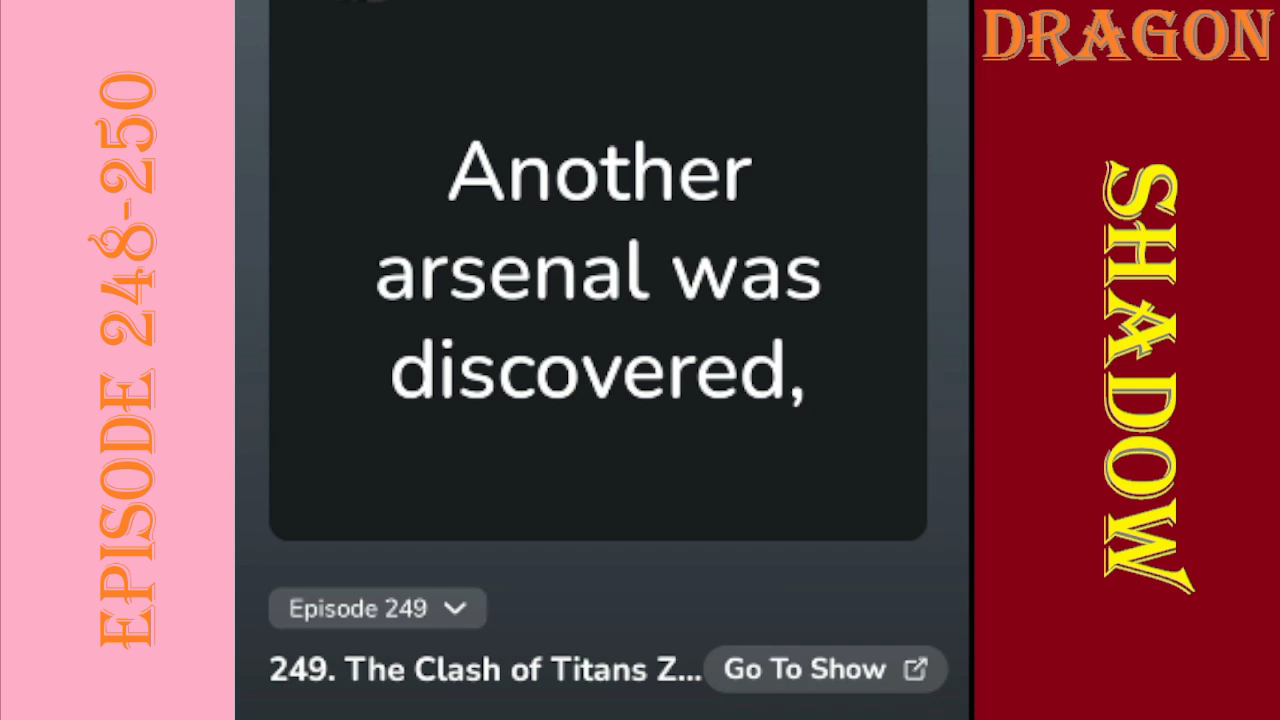 EPISODE 248-250
Another
arsenal was
discovered,
Episode 249
249. The Clash of Titans Z...
Go To Show
DRAGON
SHADOW